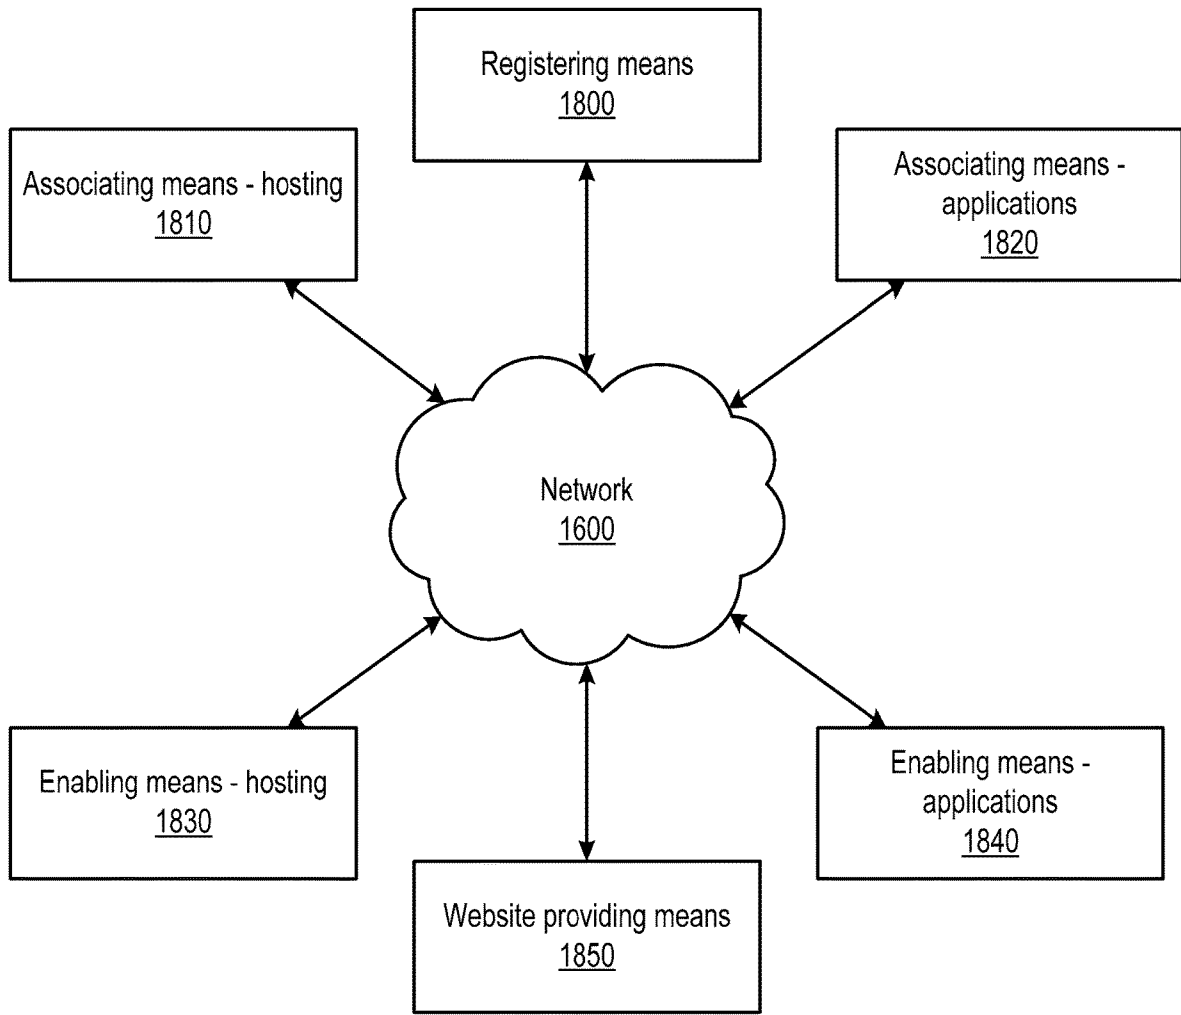 Registering means
1800
Associating means - hosting
1810
Associating means -
applications
1820
Network
1600
Enabling means - hosting
1830
Enabling means -
applications
1840
Website providing means
1850